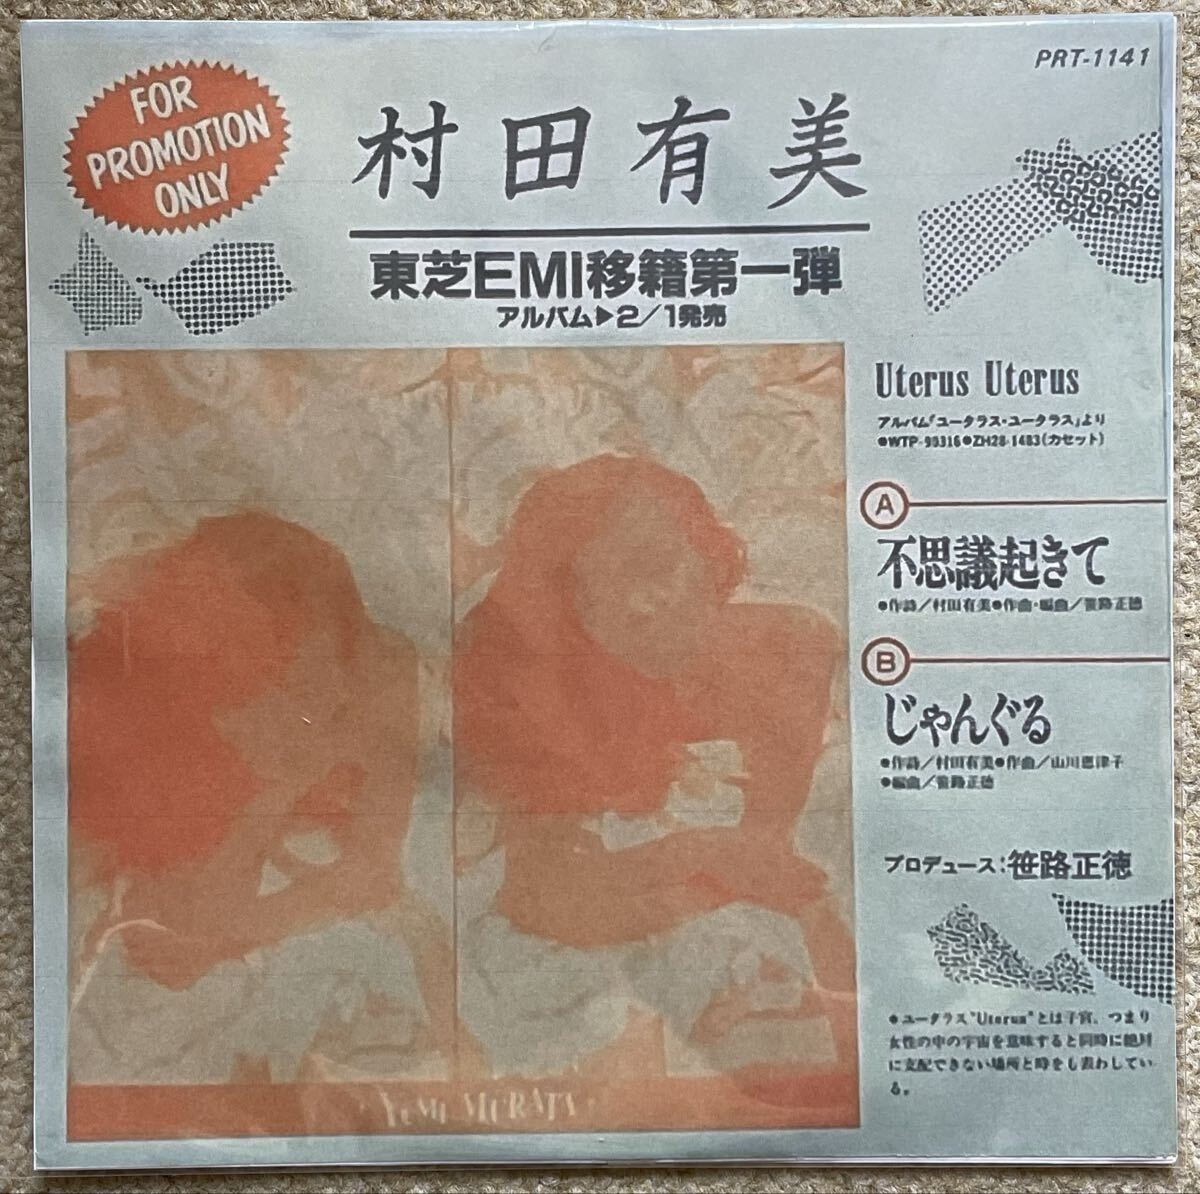 PRT-1141
FOR
PROMOTION
ONLY
村田有美
東芝EMI移籍第一弾
アルバム▶2/1発売
Uterus Uterus
アルバム「ユータラス・ユータラス」より
●WTP-90316●ZH28-1483(カセット)
A
不思議起きて
●作詩/村田有美●作曲・編曲/笹路正徳
B
じゃんぐる
●作詩/村田有美●作曲/山川恵津子
●編曲/笹路正徳
プロデュース:笹路正徳
●ユータラス"Uterus"とは子宮、つまり
女性の中の宇宙を意味すると同時に絶対
に支配できない場所と時をも表わしてい
る。
YUMI MURATA